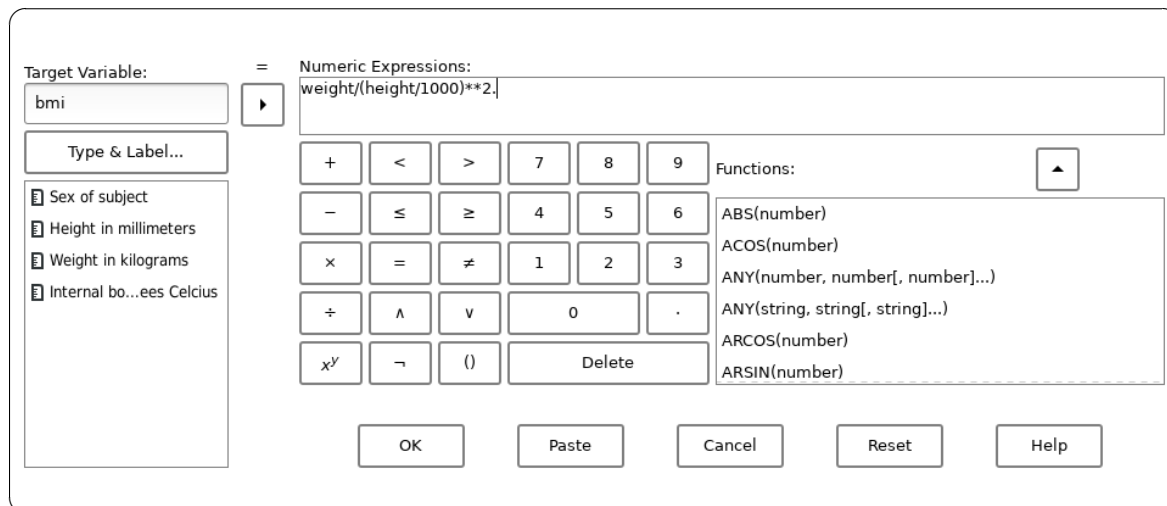 Target Variable:
=
Numeric Expressions:
bmi
weight/(height/1000)**2.
Type & Label...
Sex of subject
Height in millimeters
Weight in kilograms
Internal bo...ees Celcius
+ < > 7 8 9
− ≤ ≥ 4 5 6
× = ≠ 1 2 3
÷ ∧ ∨ 0 .
xʸ ¬ () Delete
Functions:
ABS(number)
ACOS(number)
ANY(number, number[, number]...)
ANY(string, string[, string]...)
ARCOS(number)
ARSIN(number)
OK
Paste
Cancel
Reset
Help